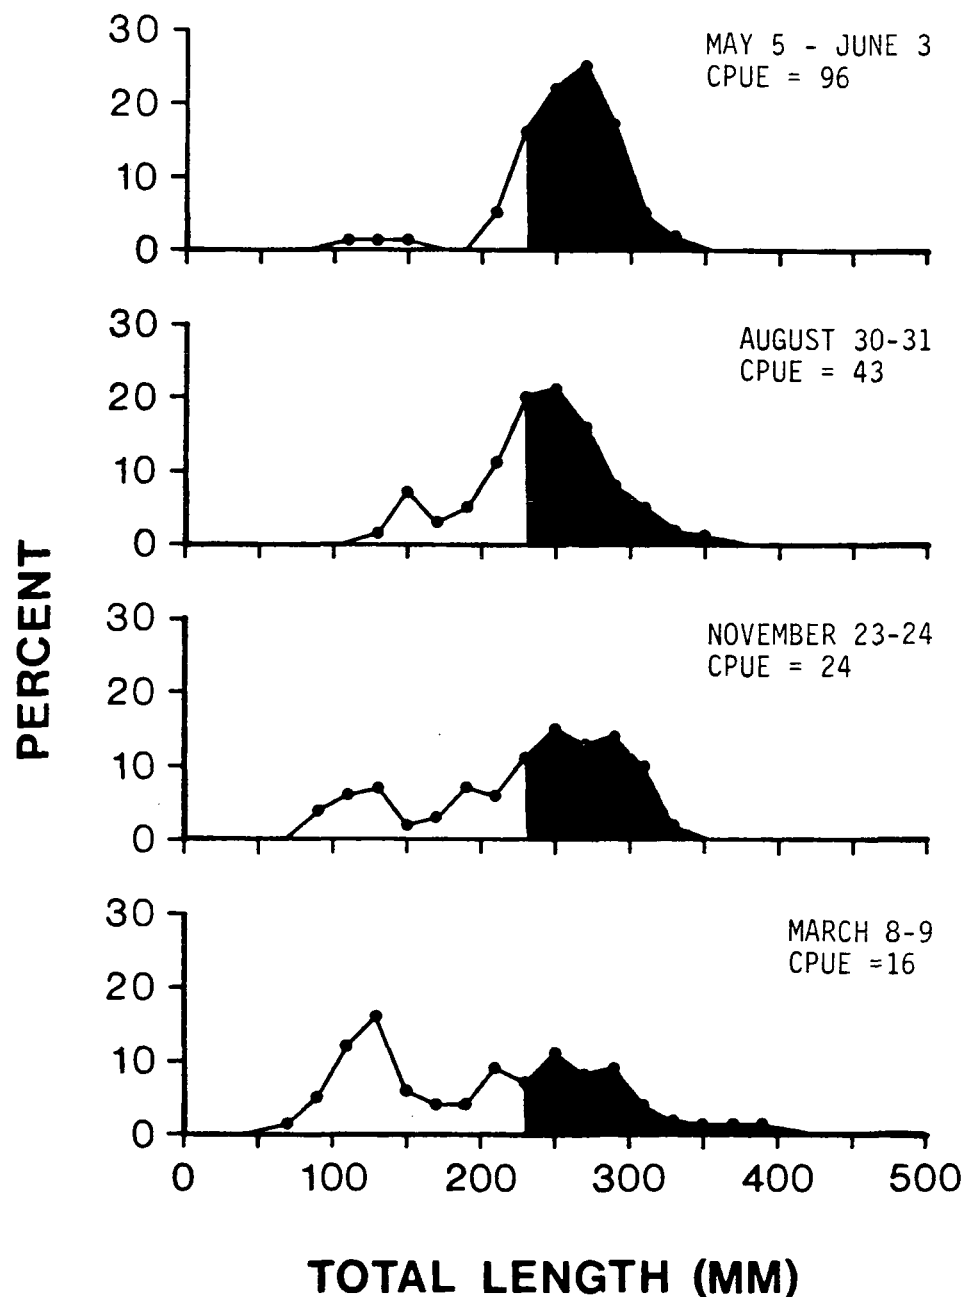 30
MAY 5 - JUNE 3
CPUE = 96
20
10
0
30
AUGUST 30-31
CPUE = 43
20
10
0
30
NOVEMBER 23-24
CPUE = 24
20
10
0
30
MARCH 8-9
CPUE =16
20
10
0
0 100 200 300 400 500
PERCENT
TOTAL LENGTH (MM)